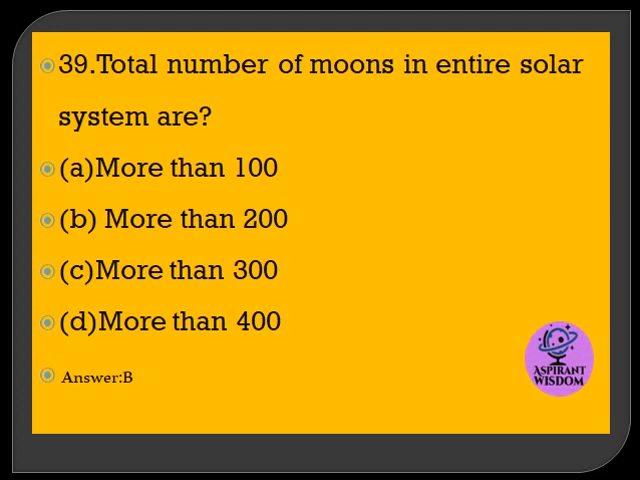 39.Total number of moons in entire solar
system are?
(a)More than 100
(b) More than 200
(c)More than 300
(d)More than 400
Answer:B
ASPIRANT
WISDOM